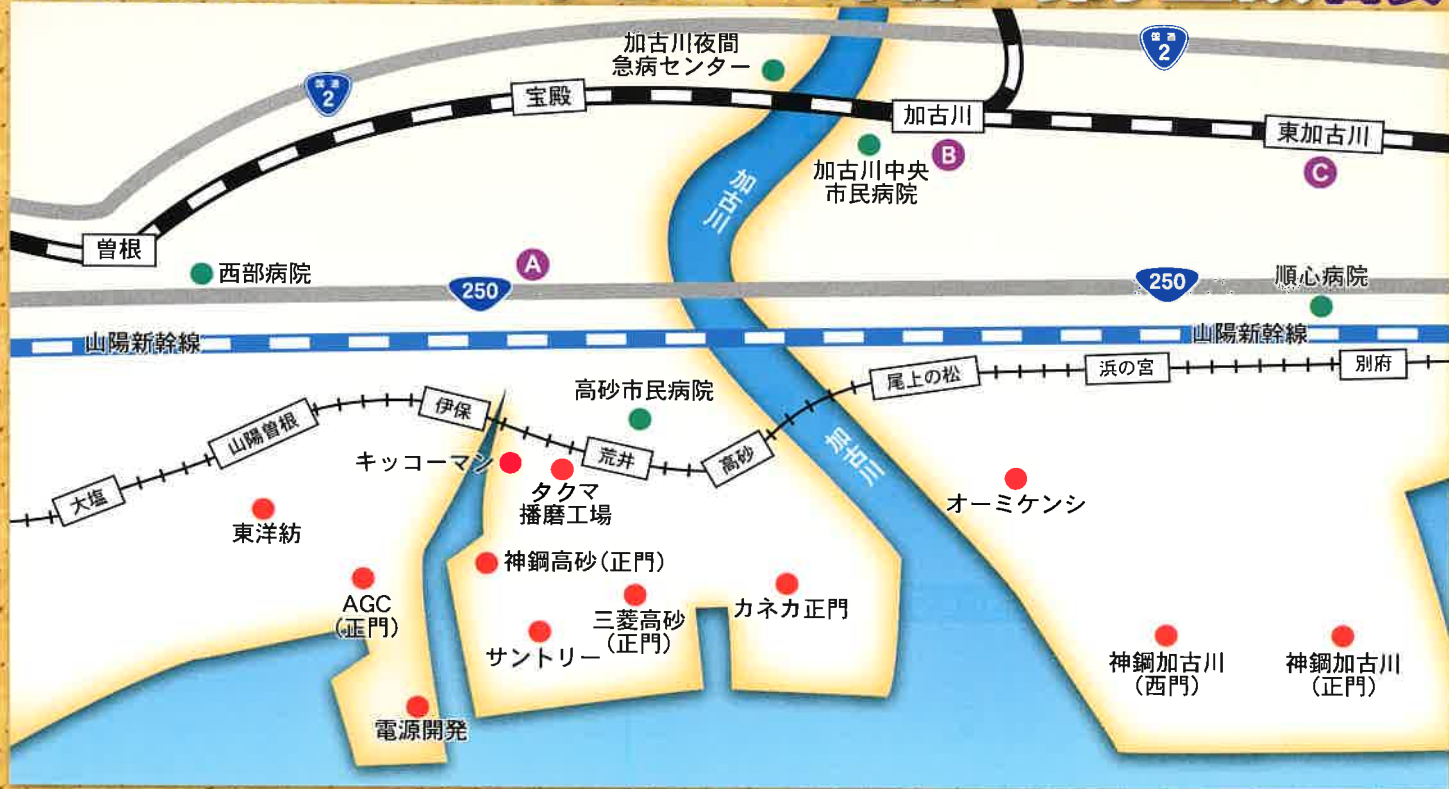 加古川夜間
急病センター
国道
2
国道
2
宝殿
加古川
東加古川
B
C
加古川中央
市民病院
加古川
曽根
西部病院
A
250
250
順心病院
山陽新幹線
山陽新幹線
高砂市民病院
尾上の松
浜の宮
別府
伊保
山陽曽根
大塩
荒井
高砂
加古川
キッコーマン
タクマ
播磨工場
オーミケンシ
東洋紡
神鋼高砂(正門)
AGC
(正門)
三菱高砂
(正門)
カネカ正門
サントリー
神鋼加古川
(西門)
神鋼加古川
(正門)
電源開発